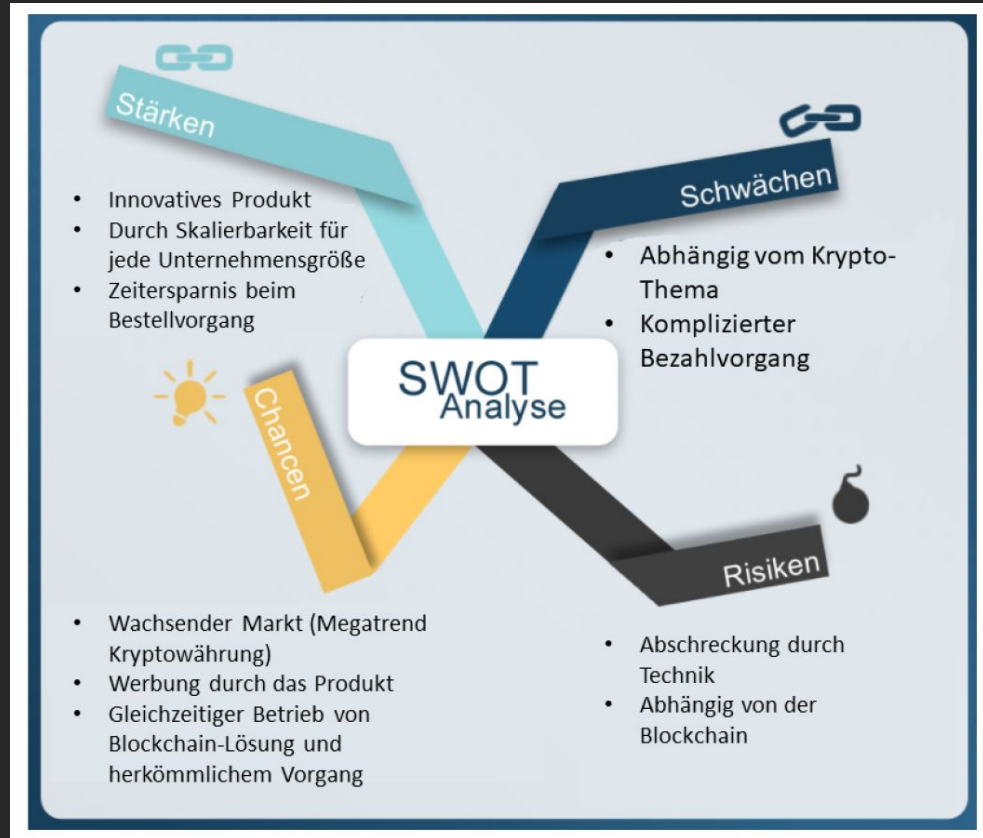 Stärken
• Innovatives Produkt
• Durch Skalierbarkeit für
jede Unternehmensgröße
• Zeitersparnis beim
Bestellvorgang
Schwächen
• Abhängig vom Krypto-
Thema
• Komplizierter
Bezahlvorgang
SWOT
Analyse
Chancen
• Wachsender Markt (Megatrend
Kryptowährung)
• Werbung durch das Produkt
• Gleichzeitiger Betrieb von
Blockchain-Lösung und
herkömmlichem Vorgang
Risiken
• Abschreckung durch
Technik
• Abhängig von der
Blockchain